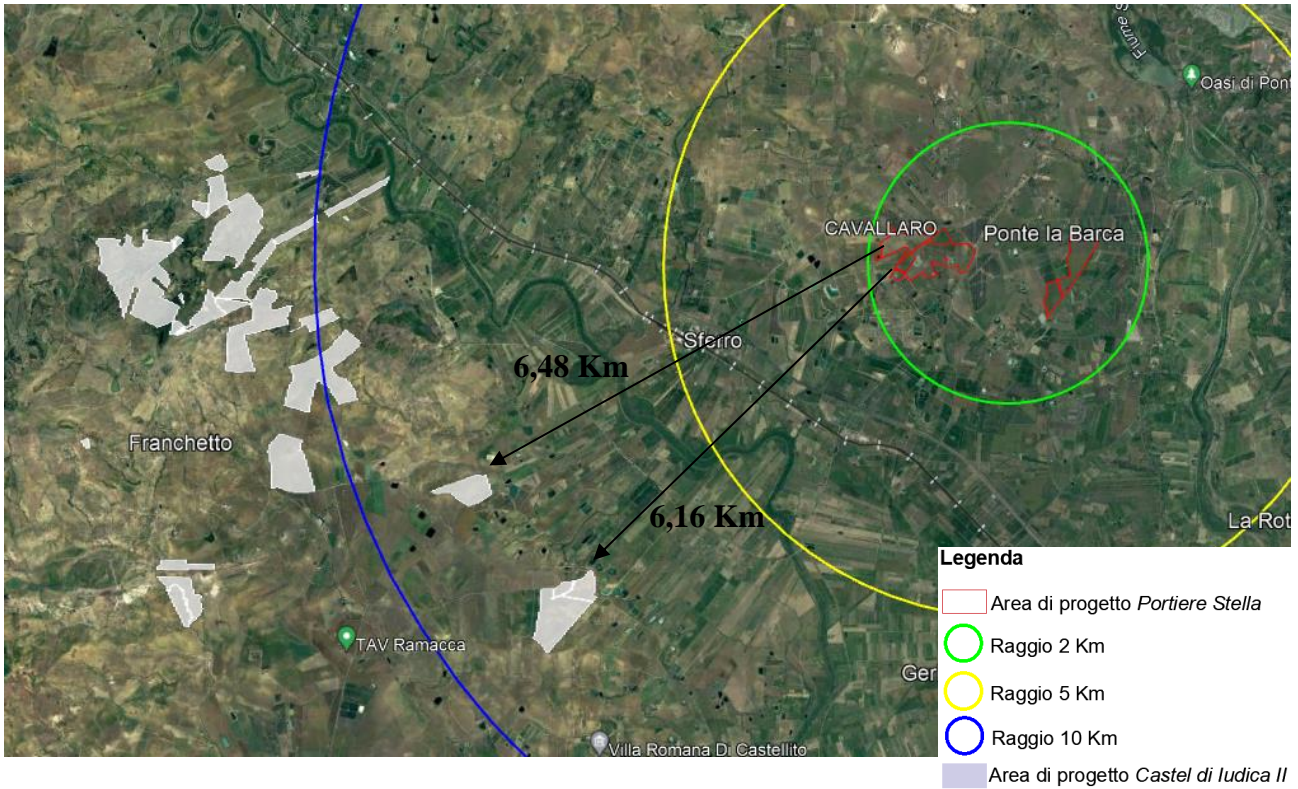 Fiume S
Oasi di Pont
CAVALLARO
Ponte la Barca
Sferro
6,48 Km
Franchetto
6,16 Km
La Rot
TAV Ramacca
Ger
Villa Romana D. Castellito
Legenda
Area di progetto Portiere Stella
Raggio 2 Km
Raggio 5 Km
Raggio 10 Km
Area di progetto Castel di Iudica II